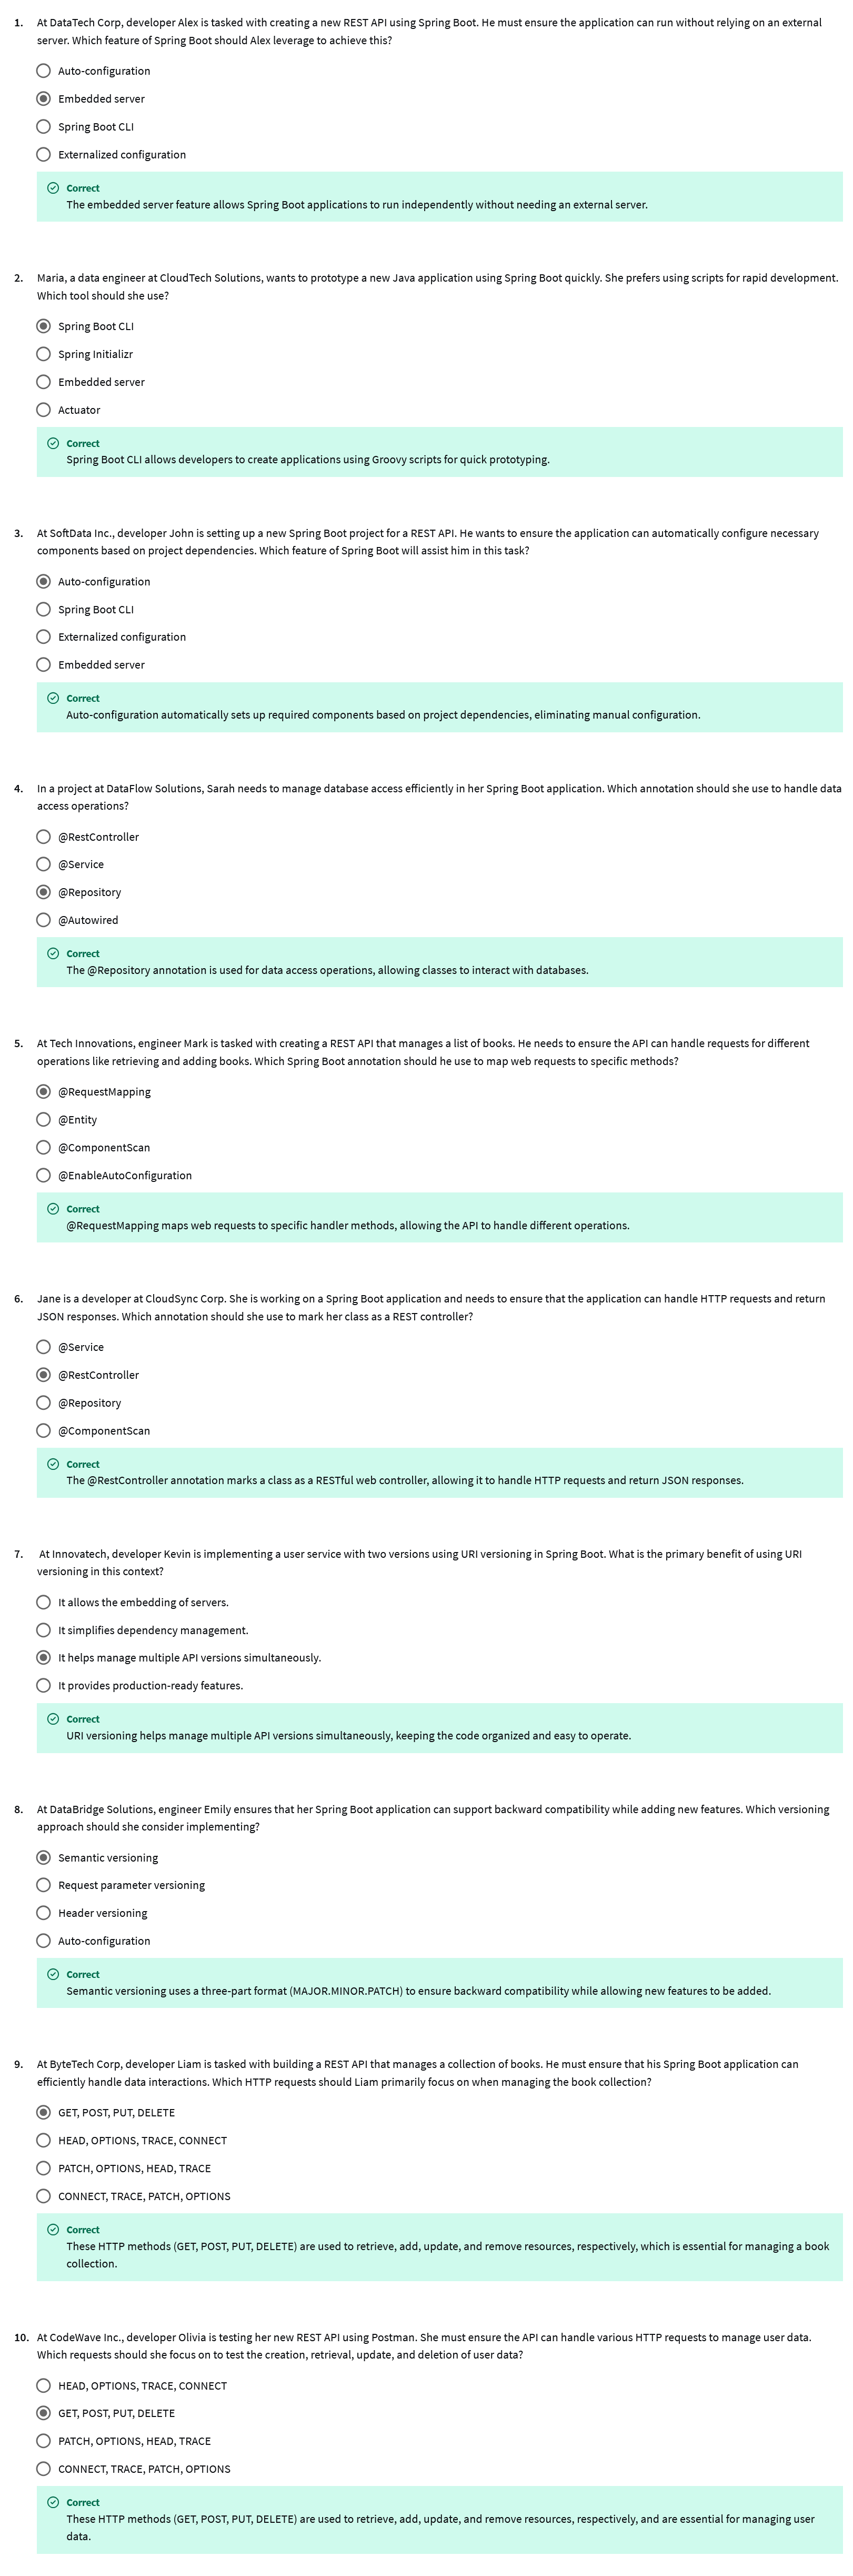 1. At DataTech Corp, developer Alex is tasked with creating a new REST API using Spring Boot. He must ensure the application can run without relying on an external
server. Which feature of Spring Boot should Alex leverage to achieve this?
Auto-configuration
Embedded server
Spring Boot CLI
Externalized configuration
Correct
The embedded server feature allows Spring Boot applications to run independently without needing an external server.
2. Maria, a data engineer at CloudTech Solutions, wants to prototype a new Java application using Spring Boot quickly. She prefers using scripts for rapid development.
Which tool should she use?
Spring Boot CLI
Spring Initializr
Embedded server
Actuator
Correct
Spring Boot CLI allows developers to create applications using Groovy scripts for quick prototyping.
3. At SoftData Inc., developer John is setting up a new Spring Boot project for a REST API. He wants to ensure the application can automatically configure necessary
components based on project dependencies. Which feature of Spring Boot will assist him in this task?
Auto-configuration
Spring Boot CLI
Externalized configuration
Embedded server
Correct
Auto-configuration automatically sets up required components based on project dependencies, eliminating manual configuration.
4. In a project at DataFlow Solutions, Sarah needs to manage database access efficiently in her Spring Boot application. Which annotation should she use to handle data
access operations?
@RestController
@Service
@Repository
@Autowired
Correct
The @Repository annotation is used for data access operations, allowing classes to interact with databases.
5. At Tech Innovations, engineer Mark is tasked with creating a REST API that manages a list of books. He needs to ensure the API can handle requests for different
operations like retrieving and adding books. Which Spring Boot annotation should he use to map web requests to specific methods?
@RequestMapping
@Entity
@ComponentScan
@EnableAutoConfiguration
Correct
@RequestMapping maps web requests to specific handler methods, allowing the API to handle different operations.
6. Jane is a developer at CloudSync Corp. She is working on a Spring Boot application and needs to ensure that the application can handle HTTP requests and return
JSON responses. Which annotation should she use to mark her class as a REST controller?
@Service
@RestController
@Repository
@ComponentScan
Correct
The @RestController annotation marks a class as a RESTful web controller, allowing it to handle HTTP requests and return JSON responses.
7. At Innovatech, developer Kevin is implementing a user service with two versions using URI versioning in Spring Boot. What is the primary benefit of using URI
versioning in this context?
It allows the embedding of servers.
It simplifies dependency management.
It helps manage multiple API versions simultaneously.
It provides production-ready features.
Correct
URI versioning helps manage multiple API versions simultaneously, keeping the code organized and easy to operate.
8. At DataBridge Solutions, engineer Emily ensures that her Spring Boot application can support backward compatibility while adding new features. Which versioning
approach should she consider implementing?
Semantic versioning
Request parameter versioning
Header versioning
Auto-configuration
Correct
Semantic versioning uses a three-part format (MAJOR.MINOR.PATCH) to ensure backward compatibility while allowing new features to be added.
9. At ByteTech Corp, developer Liam is tasked with building a REST API that manages a collection of books. He must ensure that his Spring Boot application can
efficiently handle data interactions. Which HTTP requests should Liam primarily focus on when managing the book collection?
GET, POST, PUT, DELETE
HEAD, OPTIONS, TRACE, CONNECT
PATCH, OPTIONS, HEAD, TRACE
CONNECT, TRACE, PATCH, OPTIONS
Correct
These HTTP methods (GET, POST, PUT, DELETE) are used to retrieve, add, update, and remove resources, respectively, which is essential for managing a book
collection.
10. At CodeWave Inc., developer Olivia is testing her new REST API using Postman. She must ensure the API can handle various HTTP requests to manage user data.
Which requests should she focus on to test the creation, retrieval, update, and deletion of user data?
HEAD, OPTIONS, TRACE, CONNECT
GET, POST, PUT, DELETE
PATCH, OPTIONS, HEAD, TRACE
CONNECT, TRACE, PATCH, OPTIONS
Correct
These HTTP methods (GET, POST, PUT, DELETE) are used to retrieve, add, update, and remove resources, respectively, and are essential for managing user
data.